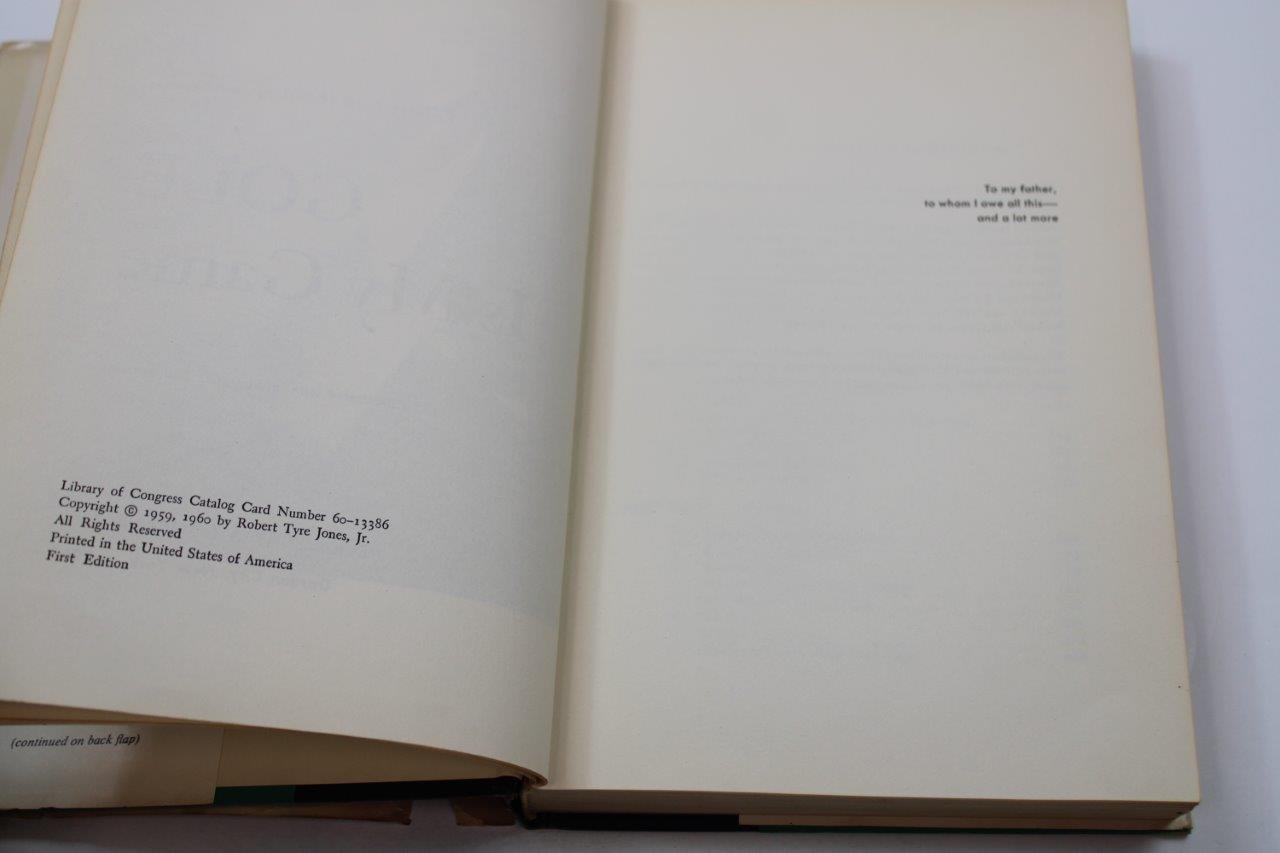 Library of Congress Catalog Card Number 60–13386
Copyright © 1959, 1960 by Robert Tyre Jones, Jr.
All Rights Reserved
Printed in the United States of America
First Edition
(continued on back flap)
To my father,
to whom I owe all this—
and a lot more